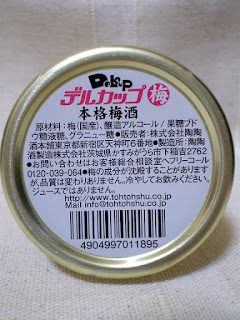 DelCup
デルカップ 梅
本格梅酒
原材料：梅(国産)、醸造アルコール/果糖ブド
ウ糖液糖、グラニュー糖●販売者：株式会社陶陶
酒本舗東京都新宿区天神町6番地●製造所：陶陶
酒製造株式会社茨城県かすみがうら市下稲吉2762
●お問い合わせはお客様総合相談室へフリーコール
0120-039-064●梅の成分が沈殿することがあります
が、品質は変わりありません。冷やしてお飲みください。
ジュースではありません。
http://www.tohtohshu.co.jp
Mail info@tohtohshu.co.jp
4904997011895